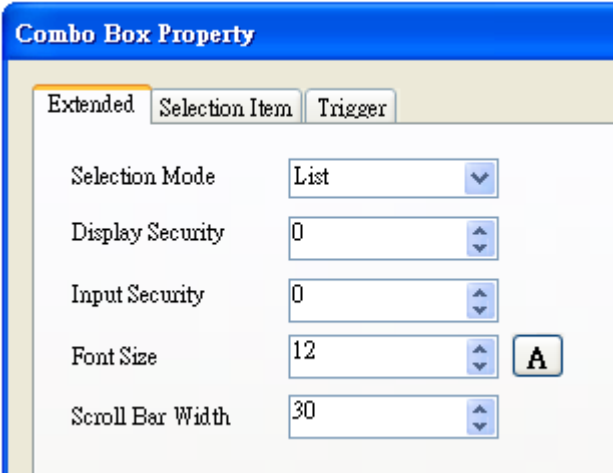 Combo Box Property
Extended Selection Item Trigger
Selection Mode List
Display Security 0
Input Security 0
Font Size 12 A
Scroll Bar Width 30